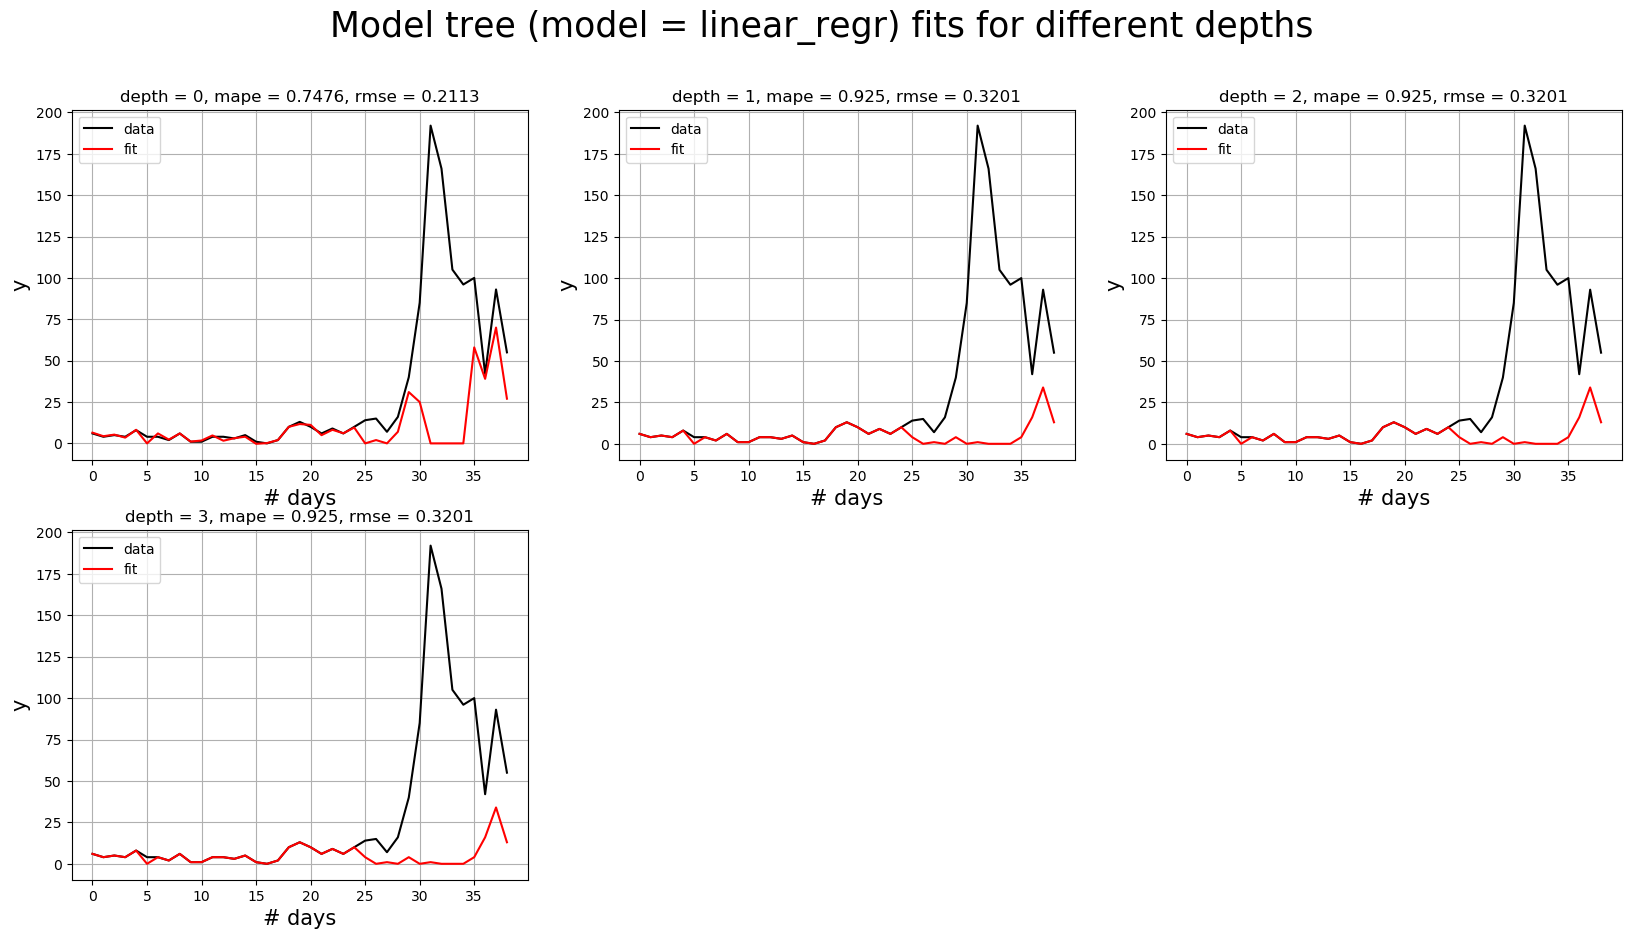 Model tree (model = linear_regr) fits for different depths
depth = 0, mape = 0.7476, rmse = 0.2113
200
175
150
125
100
75
50
25
0
y
data
fit
0 5 10 15 20 25 30 35
# days
depth = 1, mape = 0.925, rmse = 0.3201
200
175
150
125
100
75
50
25
0
y
data
fit
0 5 10 15 20 25 30 35
# days
depth = 2, mape = 0.925, rmse = 0.3201
200
175
150
125
100
75
50
25
0
y
data
fit
0 5 10 15 20 25 30 35
# days
depth = 3, mape = 0.925, rmse = 0.3201
200
175
150
125
100
75
50
25
0
y
data
fit
0 5 10 15 20 25 30 35
# days